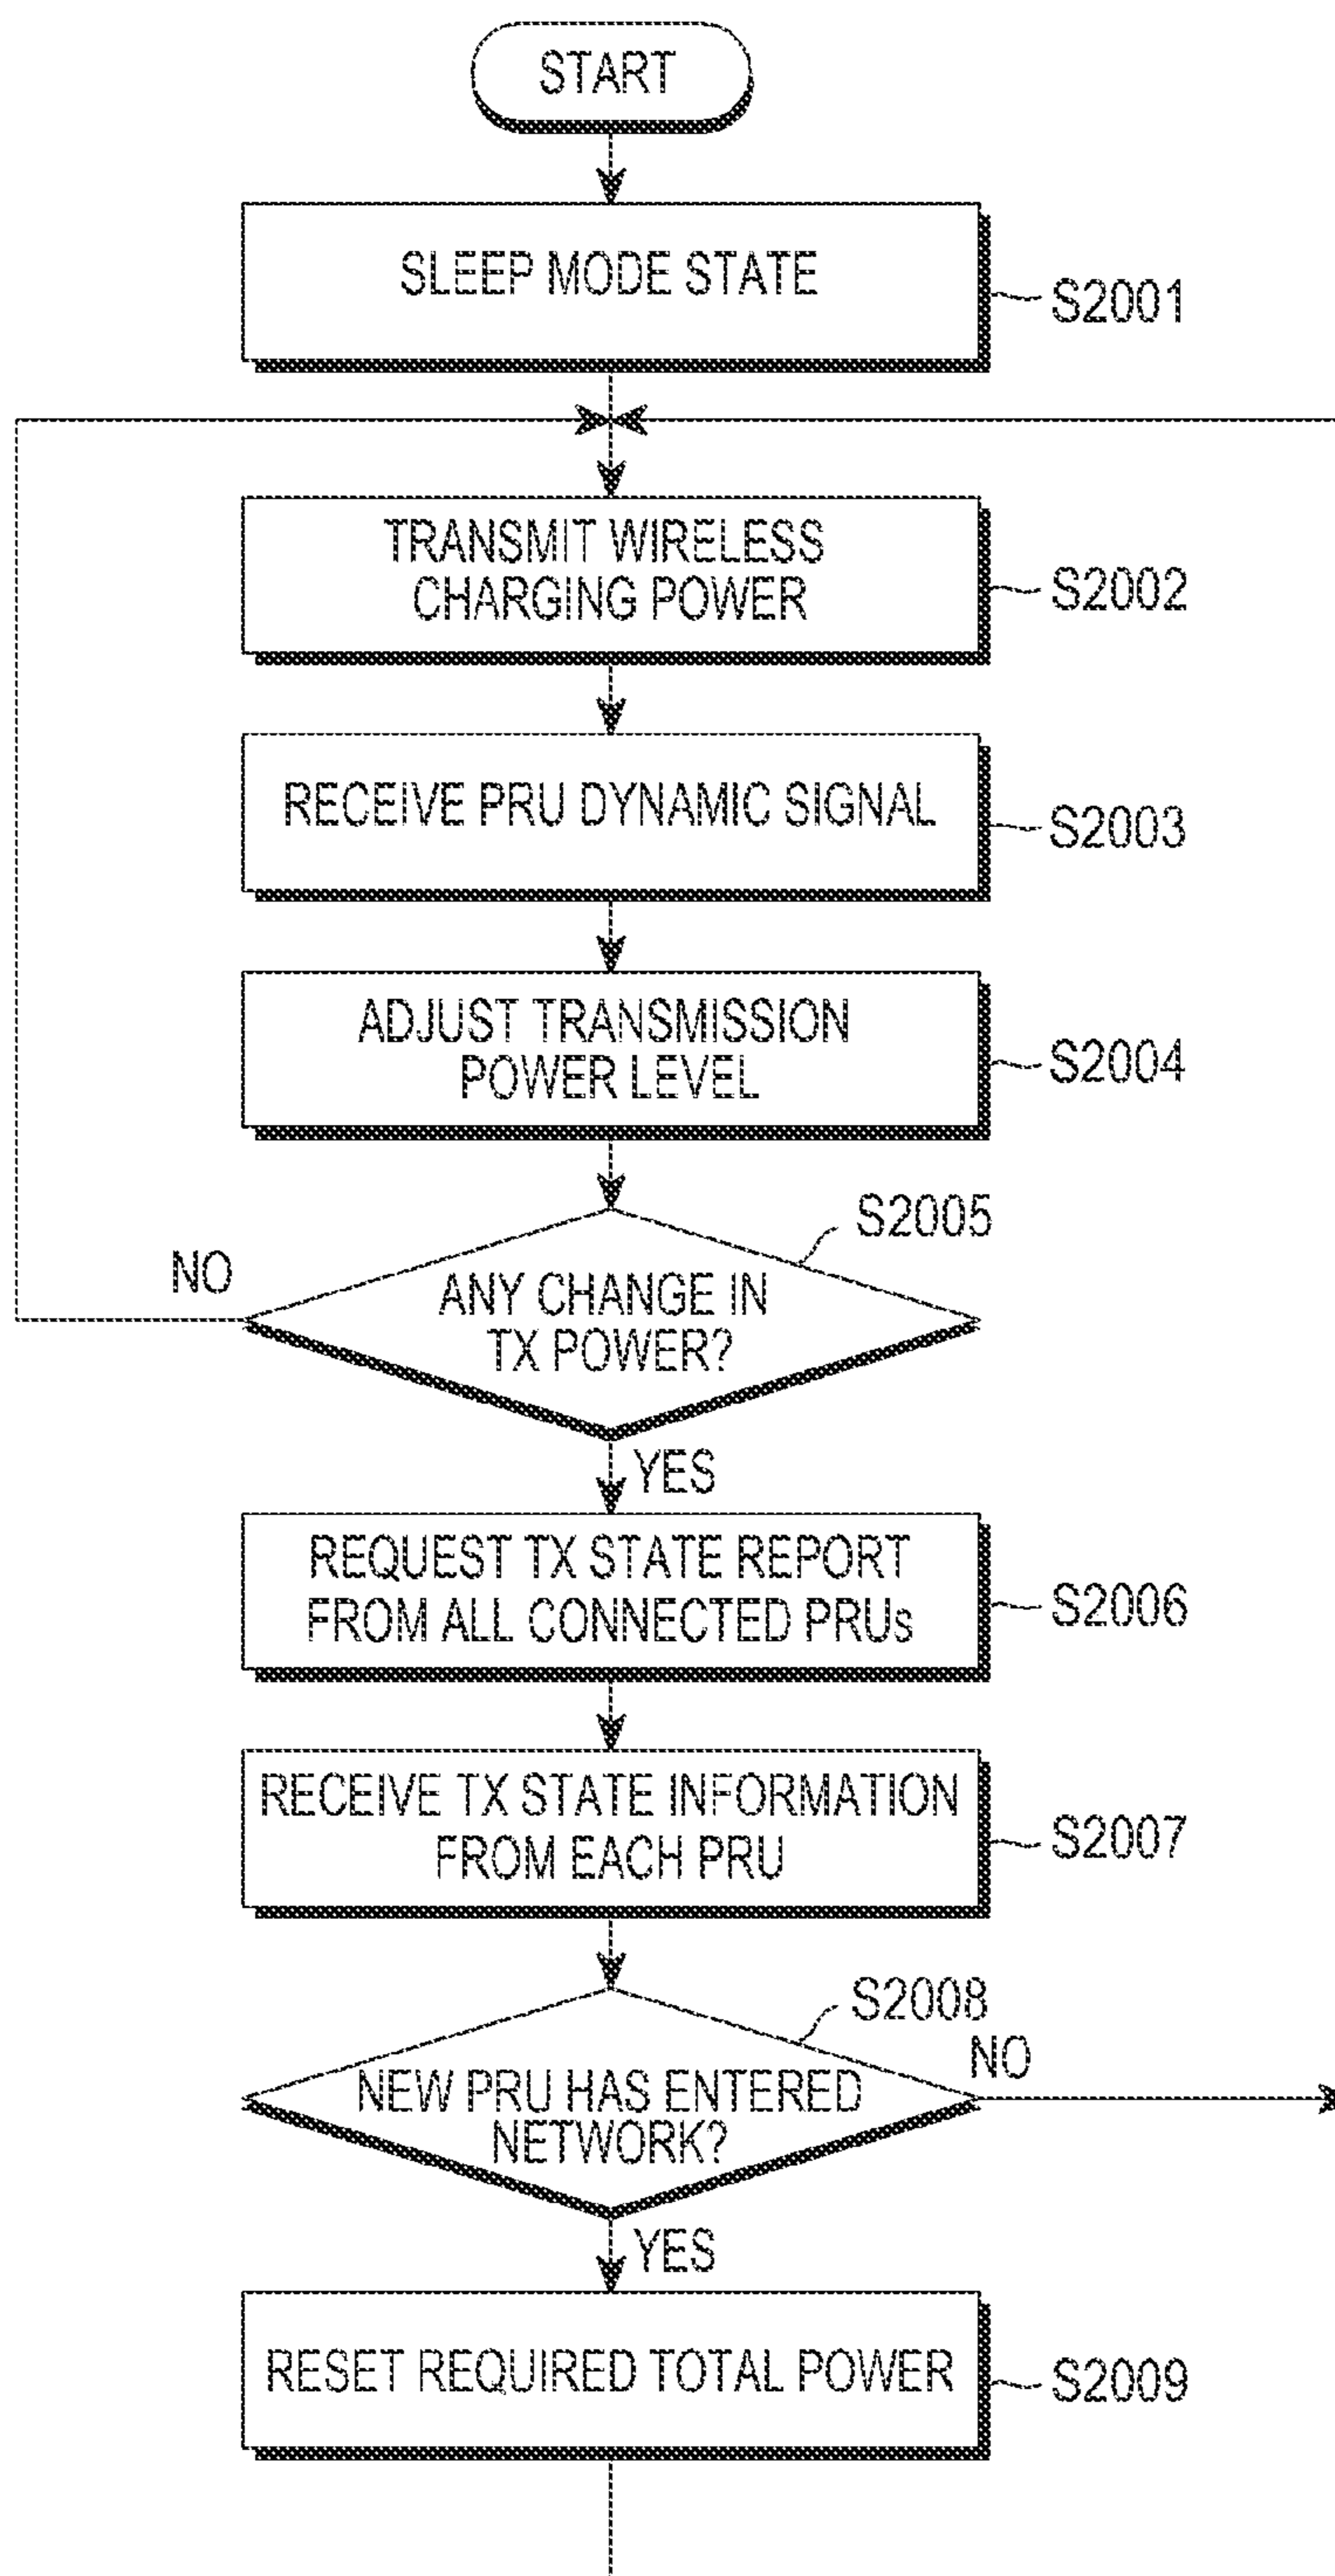 START
SLEEP MODE STATE
S2001
TRANSMIT WIRELESS
CHARGING POWER
S2002
RECEIVE PRU DYNAMIC SIGNAL
S2003
ADJUST TRANSMISSION
POWER LEVEL
S2004
S2005
NO
ANY CHANGE IN
TX POWER?
YES
REQUEST TX STATE REPORT
FROM ALL CONNECTED PRUs
S2006
RECEIVE TX STATE INFORMATION
FROM EACH PRU
S2007
S2008
NO
NEW PRU HAS ENTERED
NETWORK?
YES
RESET REQUIRED TOTAL POWER
S2009